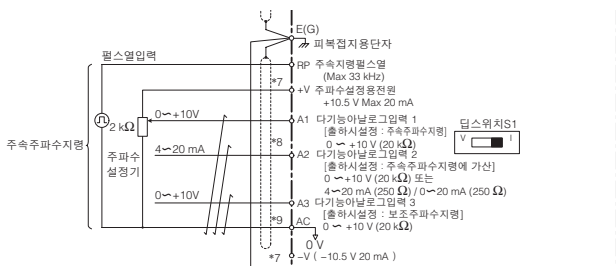 E(G)
피복접지용단자
펄스열입력
RP 주속지령펄스열
(Max 33 kHz)
*7
+V 주파수설정용전원
+10.5 V Max 20 mA
0~+10V
A1 다기능아날로그입력 1
[출하시설정 : 주속주파수지령]
0 ~ +10 V (20 kΩ)
딥스위치S1
V I
2 kΩ
*8
주속주파수지령
주파수
설정기
4~20 mA
A2 다기능아날로그입력 2
[출하시설정 : 주속주파수지령에 가산]
0 ~ +10 V (20 kΩ) 또는
4~20 mA (250 Ω) / 0~20 mA (250 Ω)
0~+10V
A3 다기능아날로그입력 3
[출하시설정 : 보조주파수지령]
0 ~ +10 V (20 kΩ)
*9
AC
0 V
*7
-V ( -10.5 V 20 mA )